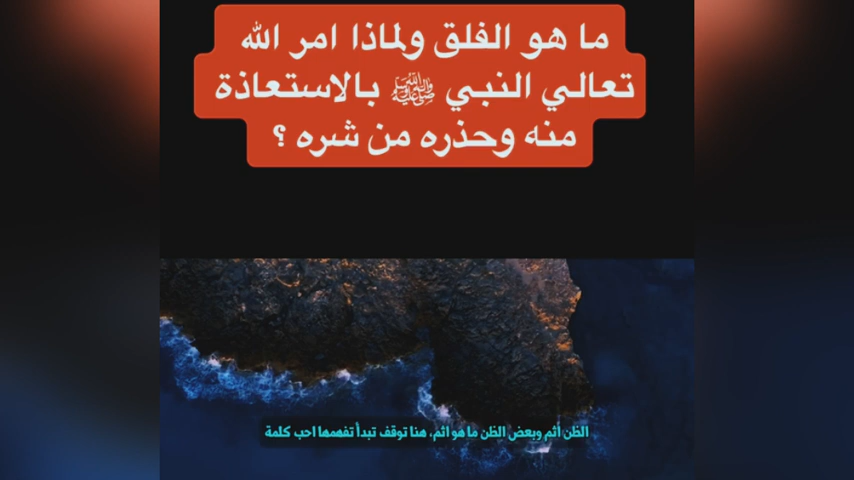 ما هو الفلق ولماذا امر الله
تعالي النبي ﷺ بالاستعاذة
منه وحذره من شره ؟
الظن أثم وبعض الظن ما هو اثم، هنا توقف تبدأ تفهمها احب كلمة